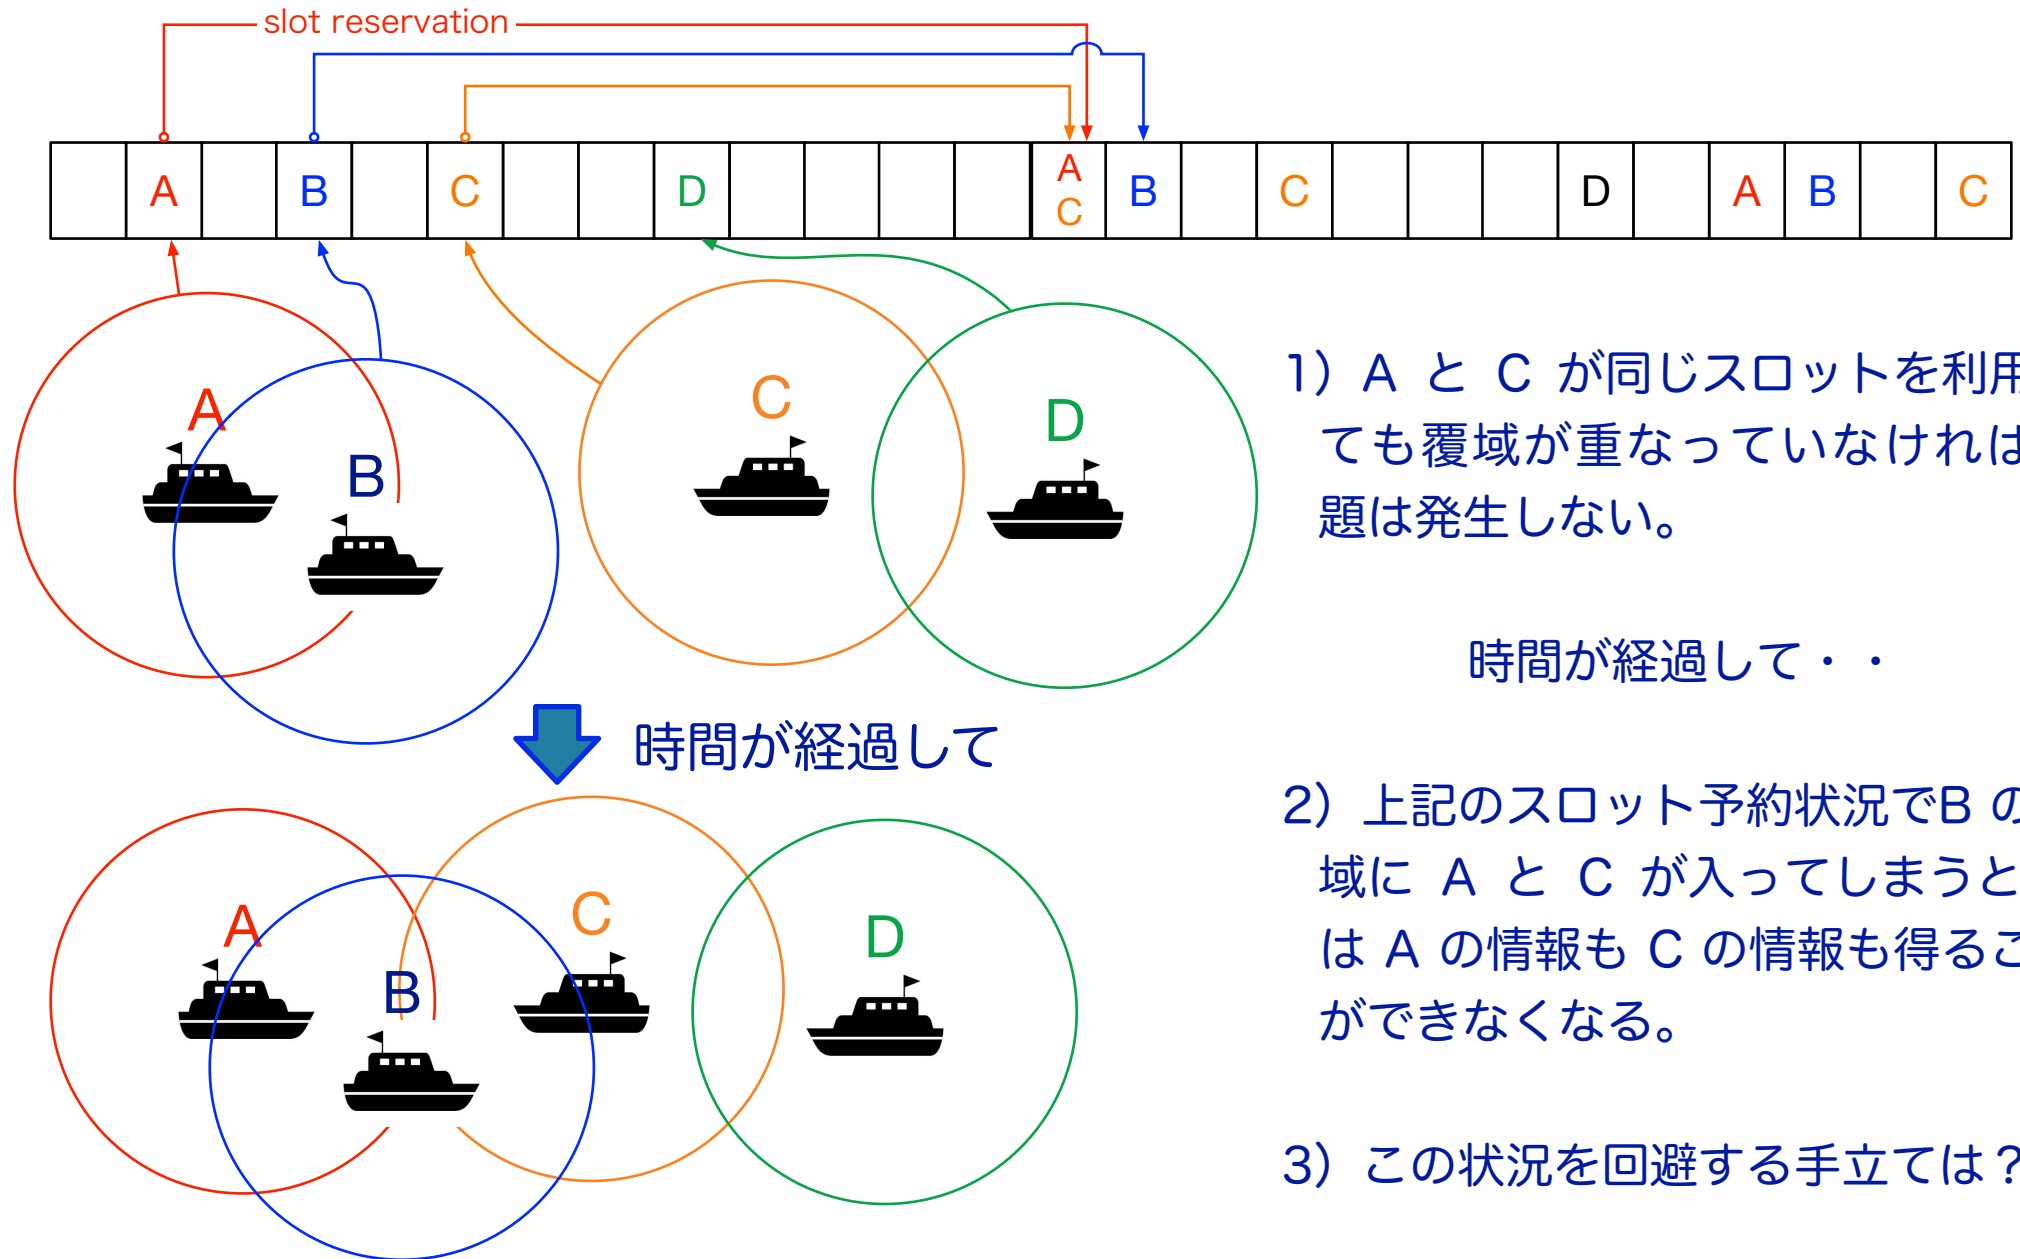 slot reservation
A B C D A B C D A B C
C
A
B
C
D
1）A と C が同じスロットを利用
ても覆域が重なっていなければ
題は発生しない。
時間が経過して・・
時間が経過して
2）上記のスロット予約状況でB の
域に A と C が入ってしまうと
は A の情報も C の情報も得るこ
ができなくなる。
A
B
C
D
3）この状況を回避する手立ては？